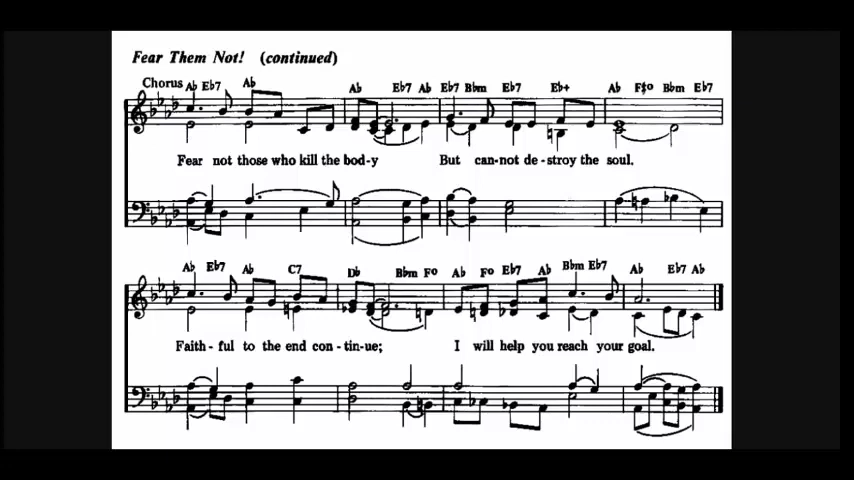 Fear Them Not! (continued)
Chorus Ab Eb7 Ab Ab Eb7 Ab Eb7 Bbm Eb7 Eb+ Ab F#o Bbm Eb7
Fear not those who kill the bod-y But can-not de-stroy the soul.
Ab Eb7 Ab C7 Db Bbm Fo Ab Fo Eb7 Ab Bbm Eb7 Ab Eb7 Ab
Faith-ful to the end con-tin-ue; I will help you reach your goal.